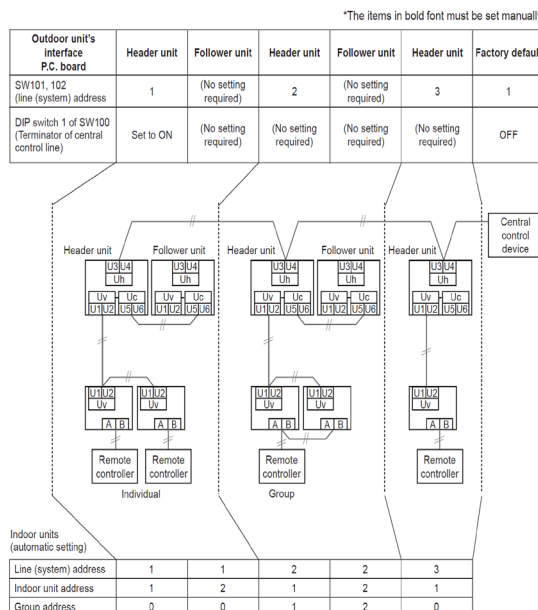 *The items in bold font must be set manually
Outdoor unit's
interface
P.C. board
Header unit
Follower unit
Header unit
Follower unit
Header unit
Factory default
SW101, 102
(line (system) address
1
(No setting
required)
2
(No setting
required)
3
1
DIP switch 1 of SW100
(Terminator of central
control line)
Set to ON
(No setting
required)
(No setting
required)
(No setting
required)
(No setting
required)
OFF
Central
control
device
Header unit
Follower unit
Header unit
Follower unit
Header unit
U3 U4
U3 U4
U3 U4
U3 U4
U3 U4
Uh
Uh
Uh
Uh
Uh
Uv Uc
Uv Uc
Uv Uc
Uv Uc
Uv Uc
U1 U2 U5 U6
U1 U2 U5 U6
U1 U2 U5 U6
U1 U2 U5 U6
U1 U2 U5 U6
U1 U2
U1 U2
U1 U2
U1 U2
U1 U2
Uv
Uv
Uv
Uv
Uv
A B
A B
A B
A B
A B
Remote
controller
Remote
controller
Remote
controller
Remote
controller
Individual
Group
Indoor units
(automatic setting)
Line (system) address 1 1 2 2 3
Indoor unit address 1 2 1 2 1
Group address 0 0 1 2 0